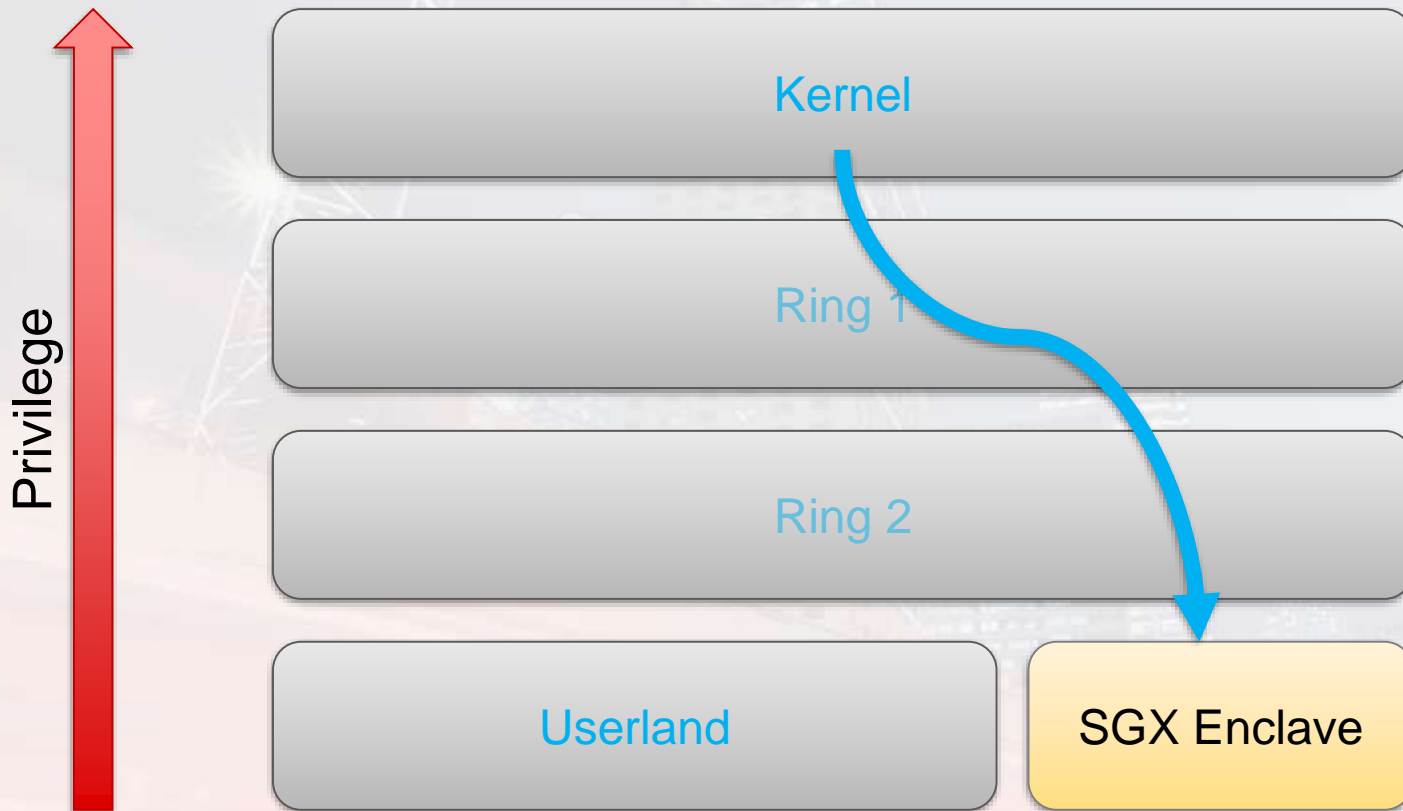 Privilege
Kernel
Ring 1
Ring 2
Userland
SGX Enclave